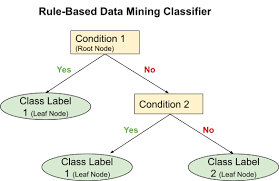 Rule-Based Data Mining Classifier
Condition 1
(Root Node)
Yes
No
Class Label
1 (Leaf Node)
Condition 2
Yes
No
Class Label
1 (Leaf Node)
Class Label
2 (Leaf Node)